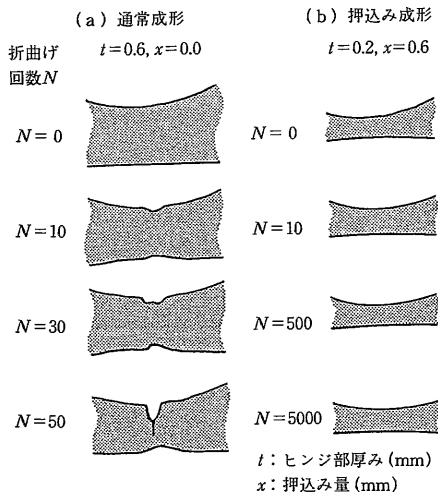 (a) 通常成形
t=0.6, x=0.0
(b) 押込み成形
t=0.2, x=0.6
折曲げ
回数N
N=0
N=10
N=30
N=50
N=0
N=10
N=500
N=5000
t：ヒンジ部厚み(mm)
x：押込み量(mm)